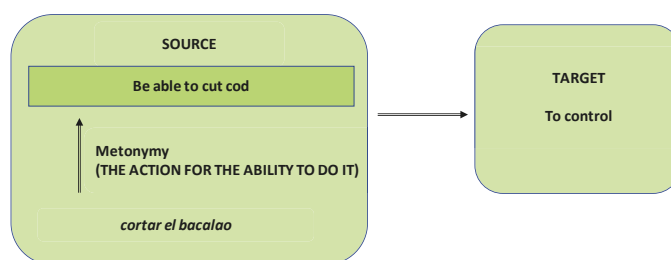 SOURCE
Be able to cut cod
Metonymy
(THE ACTION FOR THE ABILITY TO DO IT)
cortar el bacalao
TARGET
To control